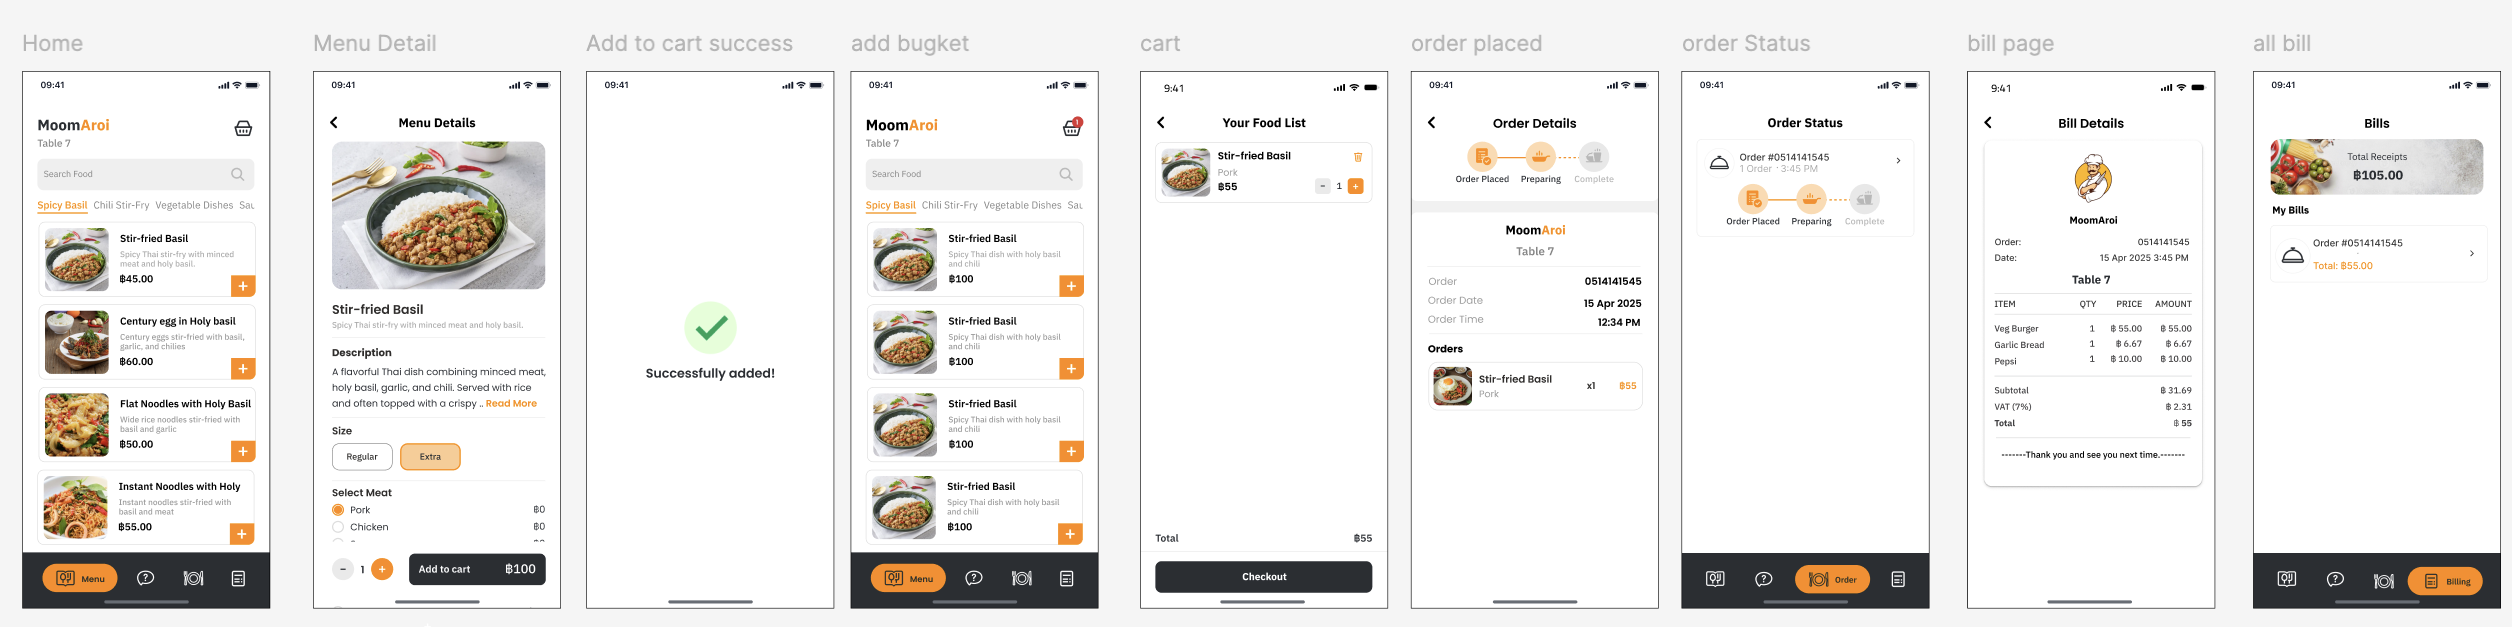 Home
09:41
MoomAroi
Table 7
Search Food
Spicy Basil Chili Stir-Fry Vegetable Dishes Sau
Stir-fried Basil
Spicy Thai stir-fry with minced
meat and holy basil.
฿45.00
+
Century egg in Holy basil
Century eggs stir-fried with basil,
garlic, and chilies
฿60.00
+
Flat Noodles with Holy Basil
Wide rice noodles stir-fried with
basil and garlic
฿50.00
+
Instant Noodles with Holy
Instant noodles stir-fried with
basil and meat
฿55.00
+
Menu
Menu Detail
09:41
Menu Details
Stir-fried Basil
Spicy Thai stir-fry with minced meat and holy basil.
Description
A flavorful Thai dish combining minced meat,
holy basil, garlic, and chili. Served with rice
and often topped with a crispy .. Read More
Size
Regular Extra
Select Meat
Pork ฿0
Chicken ฿0
- 1 + Add to cart ฿100
Add to cart success
09:41
Successfully added!
add bugket
09:41
MoomAroi
1
Table 7
Search Food
Spicy Basil Chili Stir-Fry Vegetable Dishes Sau
Stir-fried Basil
Spicy Thai dish with holy basil
and chili
฿100
+
Stir-fried Basil
Spicy Thai dish with holy basil
and chili
฿100
+
Stir-fried Basil
Spicy Thai dish with holy basil
and chili
฿100
+
Stir-fried Basil
Spicy Thai dish with holy basil
and chili
฿100
+
Menu
cart
9:41
Your Food List
Stir-fried Basil
Pork
฿55 - 1 +
Total ฿55
Checkout
order placed
09:41
Order Details
Order Placed Preparing Complete
MoomAroi
Table 7
Order 0514141545
Order Date 15 Apr 2025
Order Time 12:34 PM
Orders
Stir-fried Basil x1 ฿55
Pork
order Status
09:41
Order Status
Order #0514141545
1 Order · 3:45 PM
Order Placed Preparing Complete
Order
bill page
9:41
Bill Details
MoomAroi
Order: 0514141545
Date: 15 Apr 2025 3:45 PM
Table 7
ITEM QTY PRICE AMOUNT
Veg Burger 1 ฿ 55.00 ฿ 55.00
Garlic Bread 1 ฿ 6.67 ฿ 6.67
Pepsi 1 ฿ 10.00 ฿ 10.00
Subtotal ฿ 31.69
VAT (7%) ฿ 2.31
Total ฿ 55
-------Thank you and see you next time.-------
all bill
09:41
Bills
Total Receipts
฿105.00
My Bills
Order #0514141545
Total: ฿55.00
Billing